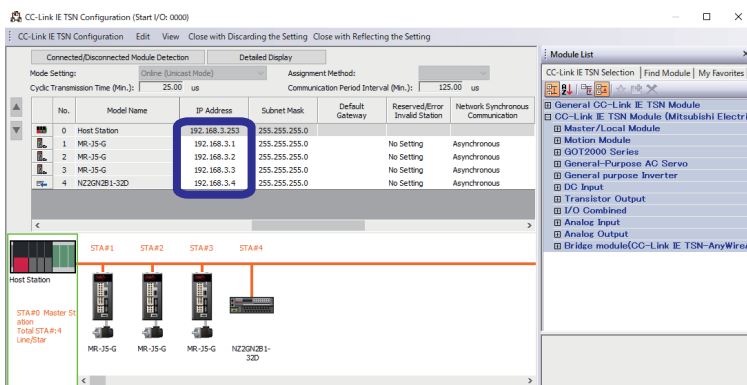 CC-Link IE TSN Configuration (Start I/O: 0000)
CC-Link IE TSN Configuration Edit View Close with Discarding the Setting Close with Reflecting the Setting
Connected/Disconnected Module Detection Detailed Display
Mode Setting: Online (Unicast Mode) Assignment Method:
Cyclic Transmission Time (Min.): 25.00 us Communication Period Interval (Min.): 125.00 us
No. Model Name IP Address Subnet Mask Default Gateway Reserved/Error Invalid Station Network Synchronous Communication
0 Host Station 192.168.3.253 255.255.255.0
1 MR-J5-G 192.168.3.1 255.255.255.0 No Setting Asynchronous
2 MR-J5-G 192.168.3.2 255.255.255.0 No Setting Asynchronous
3 MR-J5-G 192.168.3.3 255.255.255.0 No Setting Asynchronous
4 NZ2GN2B1-32D 192.168.3.4 255.255.255.0 No Setting Asynchronous
STA#1 STA#2 STA#3 STA#4
Host Station
STA#0 Master St
ation
Total STA#:4
Line/Star
MR-J5-G MR-J5-G MR-J5-G NZ2GN2B1-
32D
Module List
CC-Link IE TSN Selection Find Module My Favorites
General CC-Link IE TSN Module
CC-Link IE TSN Module (Mitsubishi Electri
Master/Local Module
Motion Module
GOT2000 Series
General-Purpose AC Servo
General purpose Inverter
DC Input
Transistor Output
I/O Combined
Analog Input
Analog Output
Bridge module(CC-Link IE TSN-AnyWire